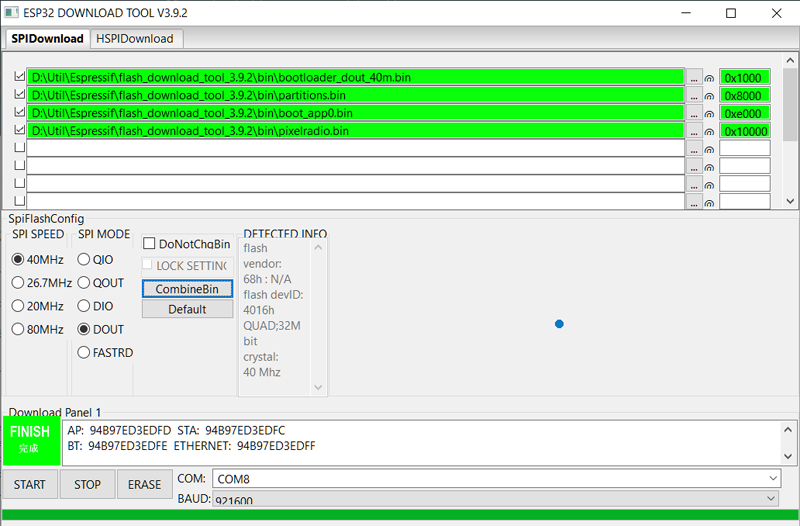 ESP32 DOWNLOAD TOOL V3.9.2
SPIDownload HSPIDownload
D:\Util\Espressif\flash_download_tool_3.9.2\bin\bootloader_dout_40m.bin ... @ 0x1000
D:\Util\Espressif\flash_download_tool_3.9.2\bin\partitions.bin ... @ 0x8000
D:\Util\Espressif\flash_download_tool_3.9.2\bin\boot_app0.bin ... @ 0xe000
D:\Util\Espressif\flash_download_tool_3.9.2\bin\pixelradio.bin ... @ 0x10000
... @
... @
... @
... @
SpiFlashConfig
SPI SPEED
40MHz
26.7MHz
20MHz
80MHz
SPI MODE
QIO
QOUT
DIO
DOUT
FASTRD
DoNotChgBin
LOCK SETTING
CombineBin
Default
DETECTED INFO
flash
vendor:
68h : N/A
flash devID:
4016h
QUAD;32M
bit
crystal:
40 Mhz
Download Panel 1
FINISH
完成
AP: 94B97ED3EDFD STA: 94B97ED3EDFC
BT: 94B97ED3EDFE ETHERNET: 94B97ED3EDFF
START STOP ERASE
COM: COM8
BAUD: 921600